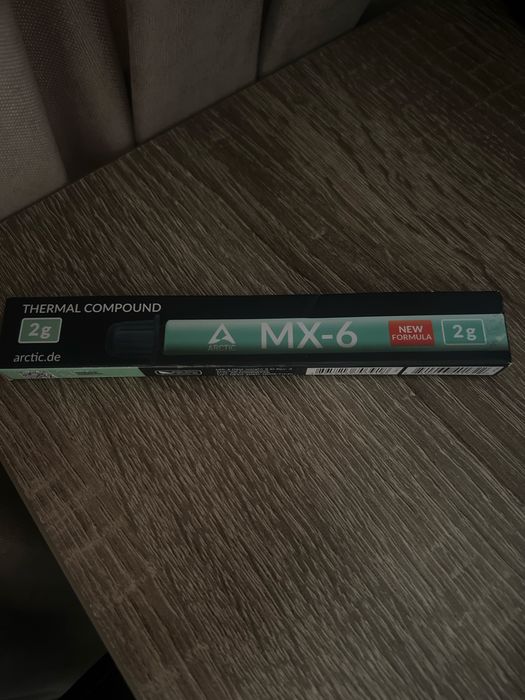 THERMAL COMPOUND
2g
arctic.de
ARCTIC
MX-6
NEW
FORMULA
2g